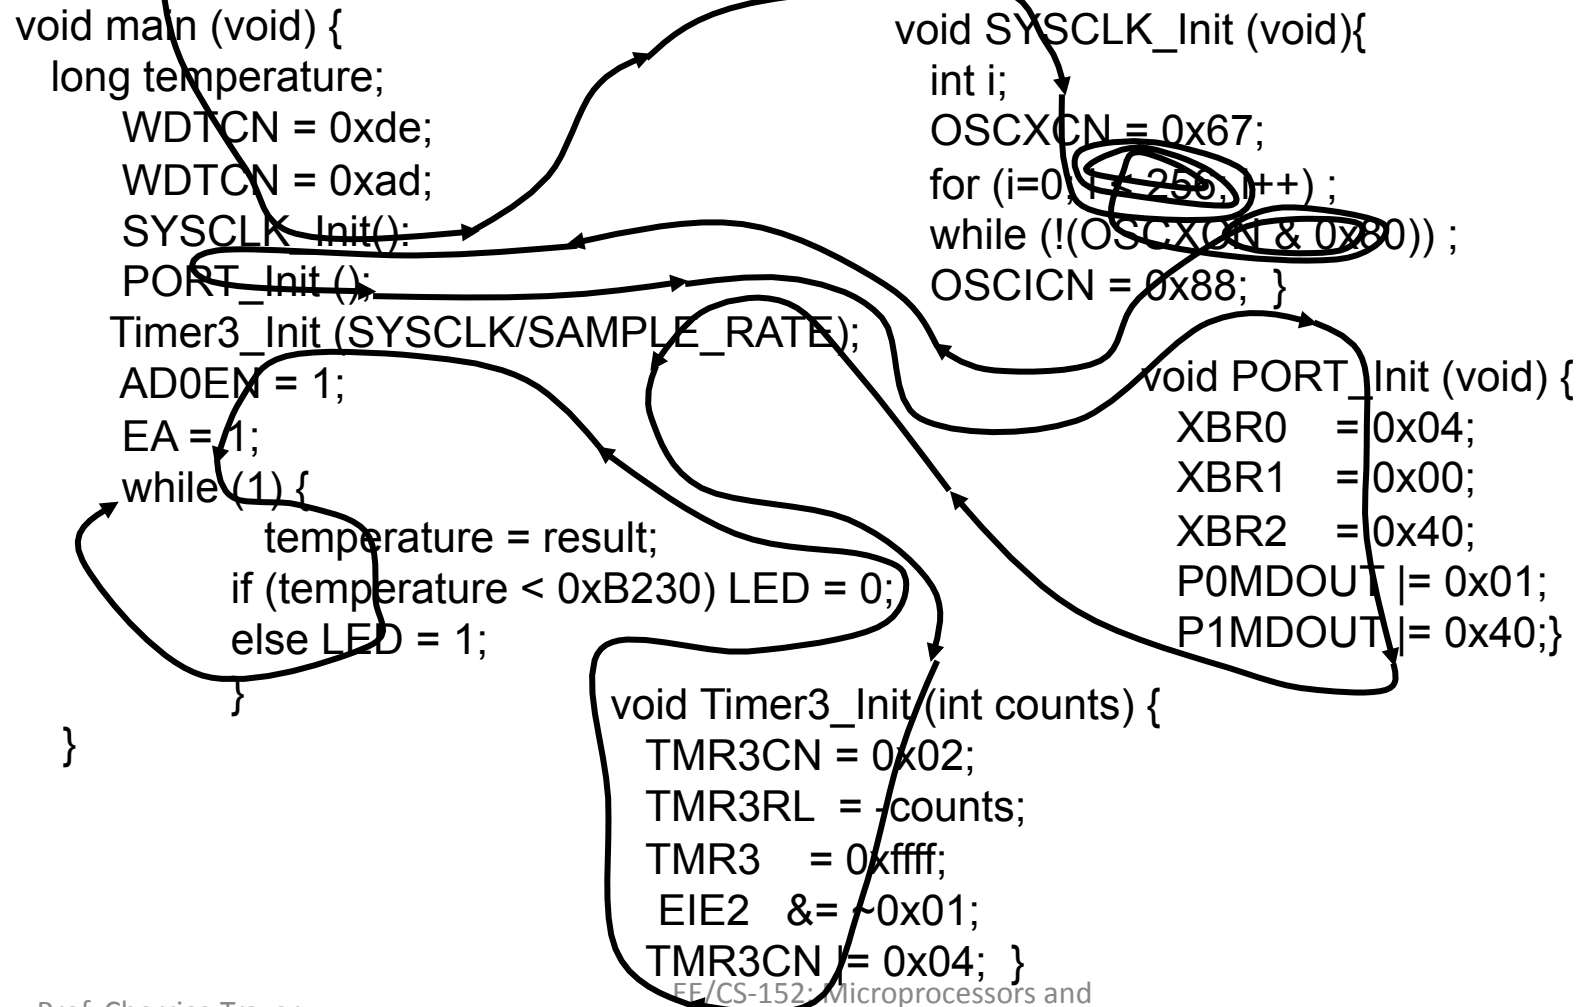 void main (void) {
long temperature;
WDTCN = 0xde;
WDTCN = 0xad;
SYSCLK_Init();
PORT_Init ();
Timer3_Init (SYSCLK/SAMPLE_RATE);
AD0EN = 1;
EA = 1;
while (1) {
temperature = result;
if (temperature < 0xB230) LED = 0;
else LED = 1;
}
}
void SYSCLK_Init (void){
int i;
OSCXCN = 0x67;
for (i=0; i < 256; i++) ;
while (!(OSCXCN & 0x80)) ;
OSCICN = 0x88; }
void PORT_Init (void) {
XBR0 = 0x04;
XBR1 = 0x00;
XBR2 = 0x40;
P0MDOUT |= 0x01;
P1MDOUT |= 0x40;}
void Timer3_Init (int counts) {
TMR3CN = 0x02;
TMR3RL = -counts;
TMR3 = 0xffff;
EIE2 &= ~0x01;
TMR3CN |= 0x04; }
EE/CS-152: Microprocessors and